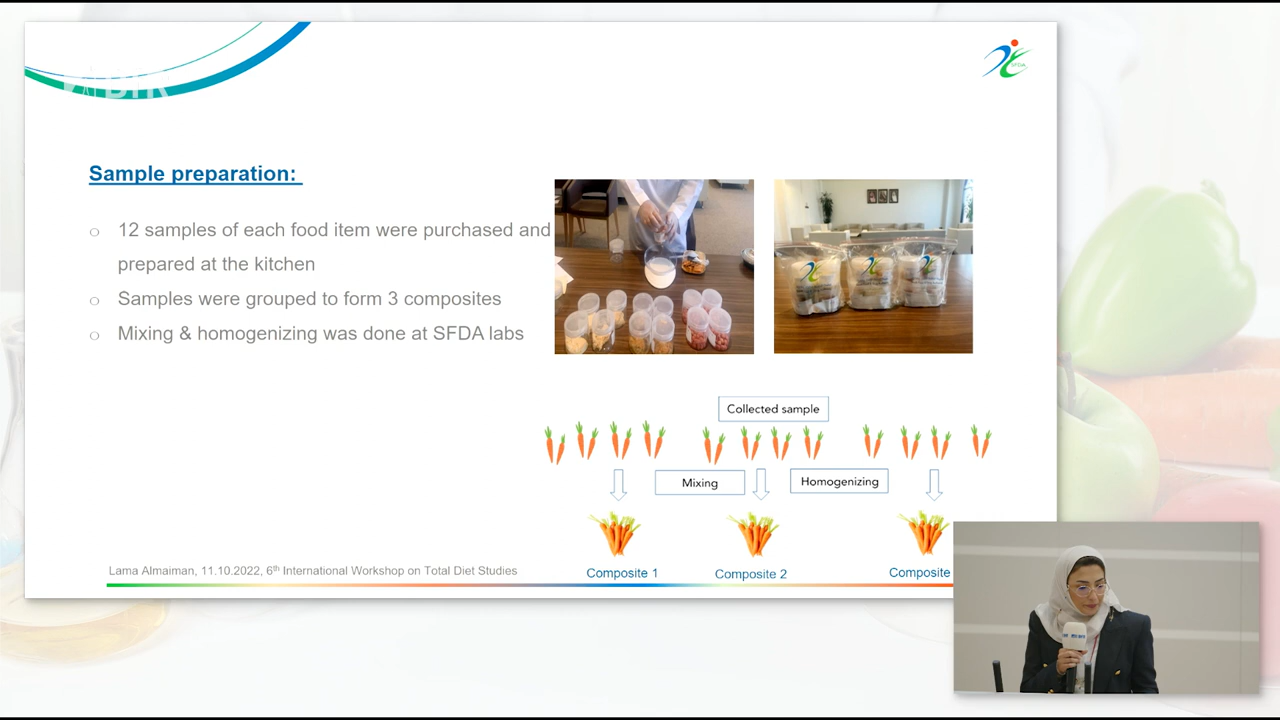 SFDA
BfR
Sample preparation:
12 samples of each food item were purchased and
prepared at the kitchen
Samples were grouped to form 3 composites
Mixing & homogenizing was done at SFDA labs
Collected sample
Mixing
Homogenizing
Composite 1
Composite 2
Composite
Lama Almaiman, 11.10.2022, 6th International Workshop on Total Diet Studies